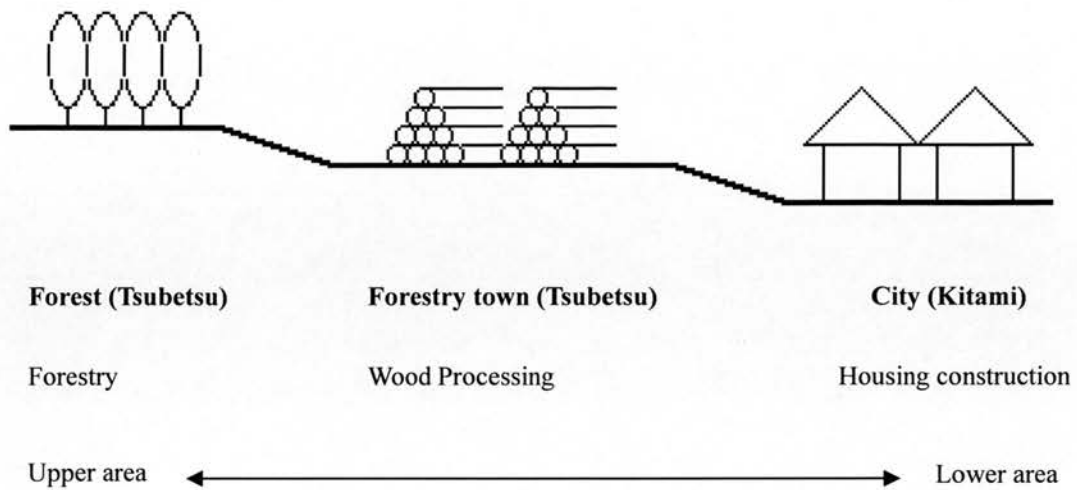 Forest (Tsubetsu) Forestry town (Tsubetsu) City (Kitami)
Forestry Wood Processing Housing construction
Upper area Lower area